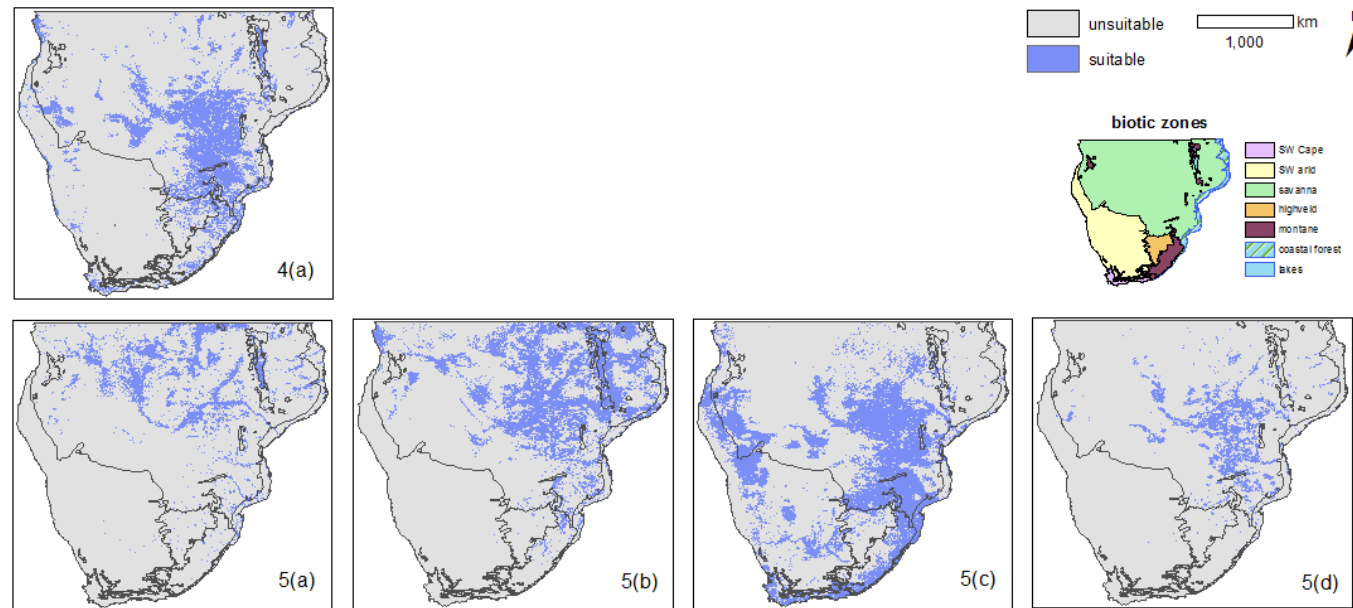 unsuitable
km
1,000
suitable
4(a)
biotic zones
SW Cape
SW arid
savanna
highveld
montane
coastal forest
lakes
5(a)
5(b)
5(c)
5(d)